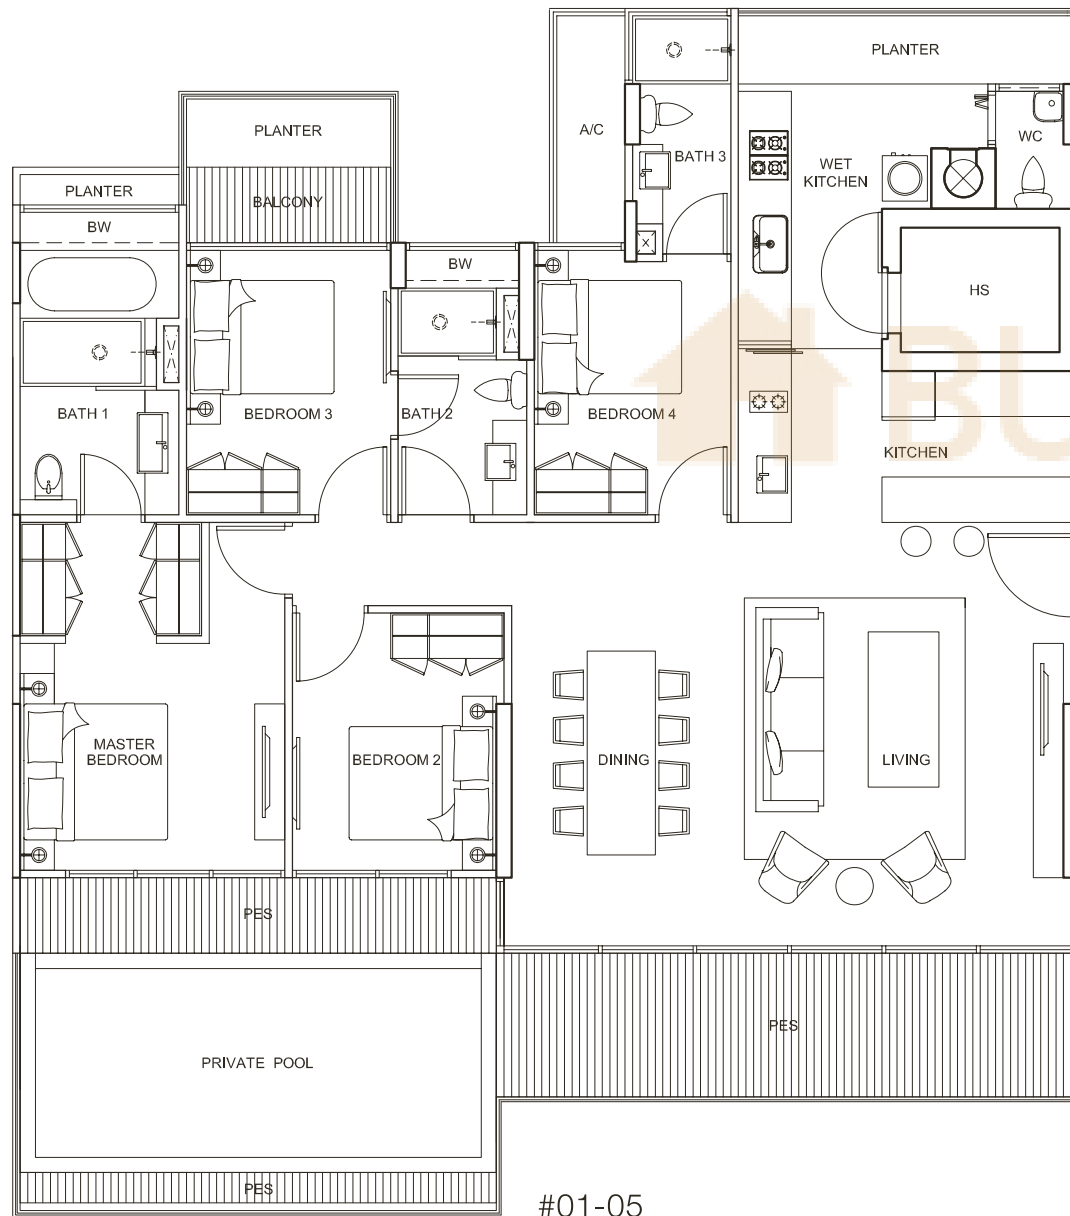 PLANTER
PLANTER
A/C
BATH 3
WC
WET
KITCHEN
PLANTER
BALCONY
BW
BW
HS
BU
BATH 1
BEDROOM 3
BATH 2
BEDROOM 4
KITCHEN
MASTER
BEDROOM
BEDROOM 2
DINING
LIVING
PES
PES
PRIVATE POOL
PES
#01-05